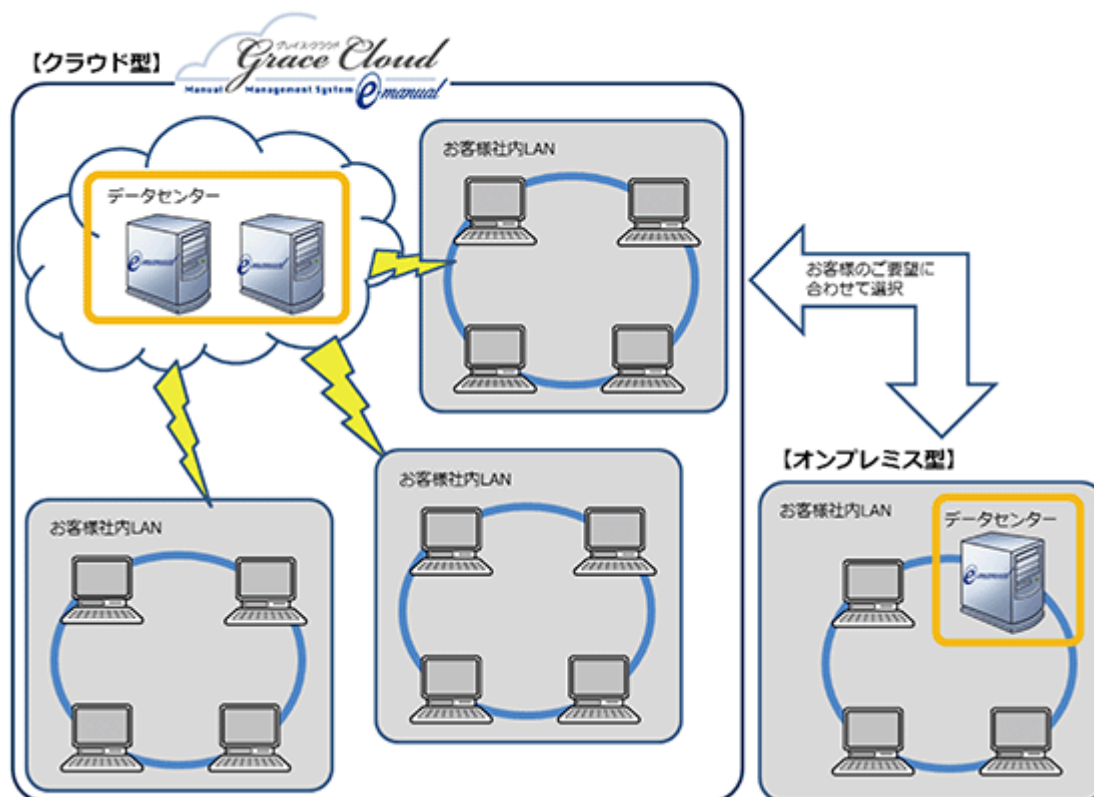 【クラウド型】
グレイス・クラウド
Grace Cloud
Manual Management System e manual
お客様社内LAN
データセンター
e manual
e manual
お客様のご要望に
合わせて選択
お客様社内LAN
お客様社内LAN
【オンプレミス型】
お客様社内LAN
データセンター
e manual